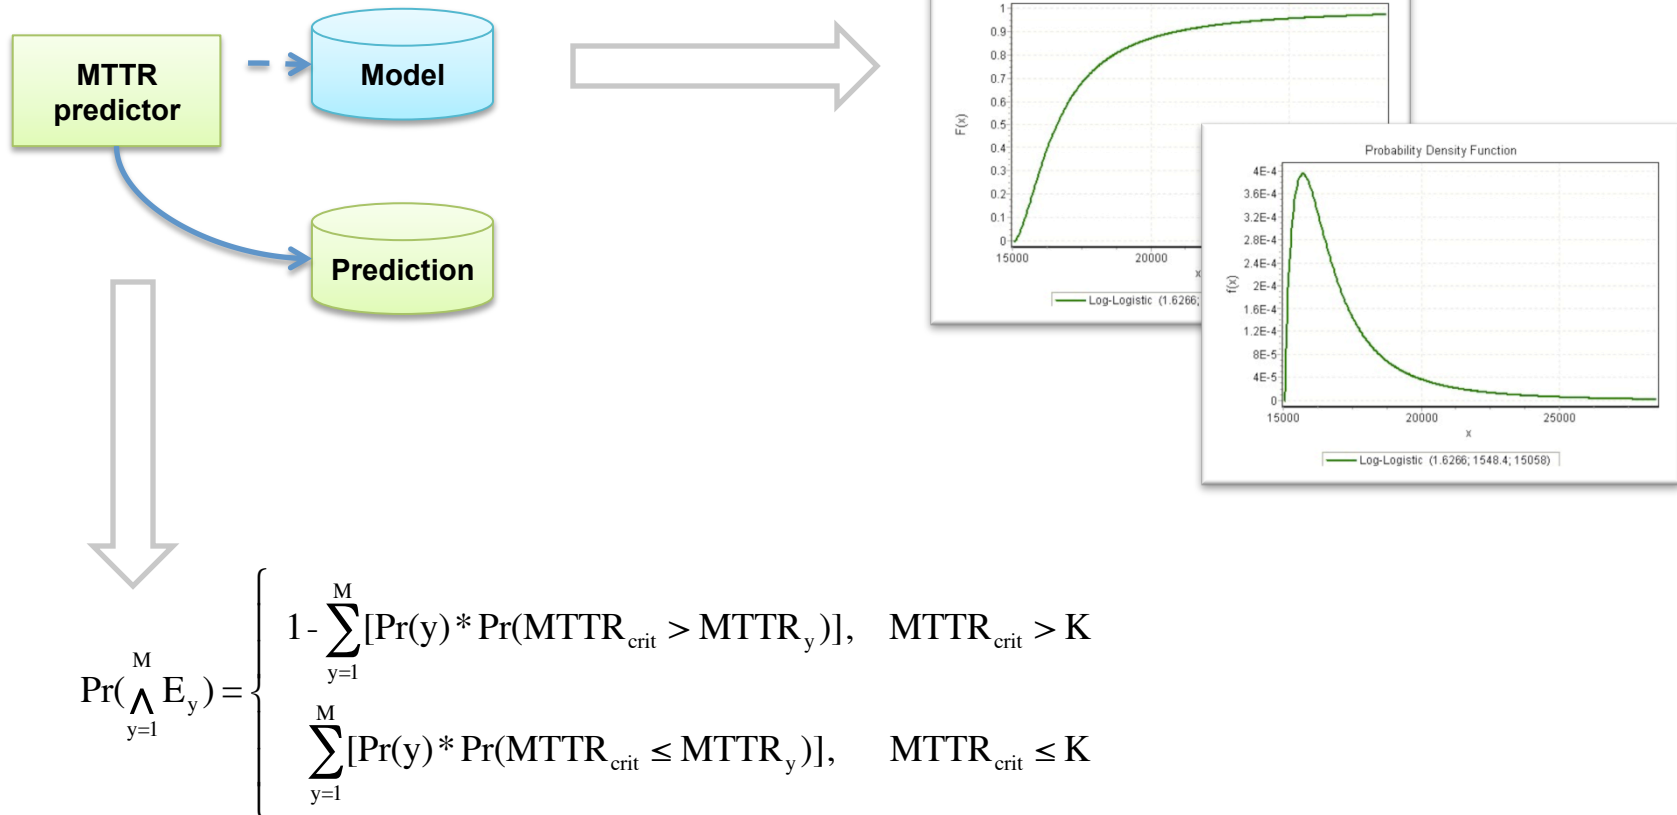 MTTR
predictor
Model
Prediction
1
0.9
0.8
0.7
0.6
0.5
0.4
0.3
0.2
0.1
0
F(x)
15000 20000
x
Log-Logistic (1.6266;
Probability Density Function
4E-4
3.6E-4
3.2E-4
2.8E-4
2.4E-4
2E-4
1.6E-4
1.2E-4
8E-5
4E-5
0
f(x)
15000 20000 25000
x
Log-Logistic (1.6266; 1548.4; 15058)
Pr(⋀_{y=1}^{M} E_y) = {
1 - ∑_{y=1}^{M} [Pr(y) * Pr(MTTR_crit > MTTR_y)], MTTR_crit > K
∑_{y=1}^{M} [Pr(y) * Pr(MTTR_crit ≤ MTTR_y)], MTTR_crit ≤ K